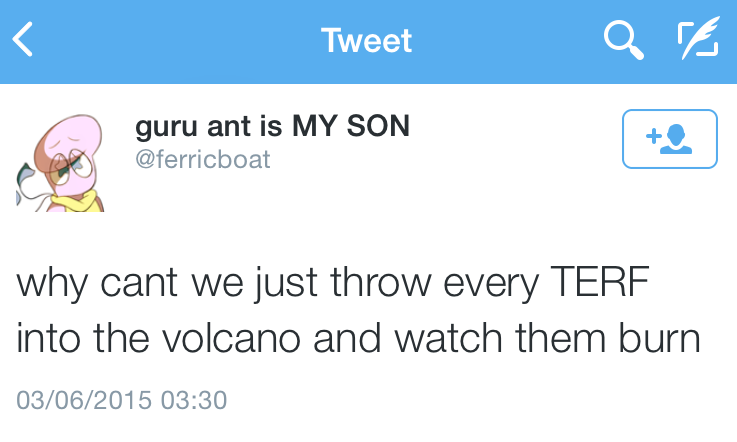 Tweet
guru ant is MY SON
@ferricboat
why cant we just throw every TERF
into the volcano and watch them burn
03/06/2015 03:30